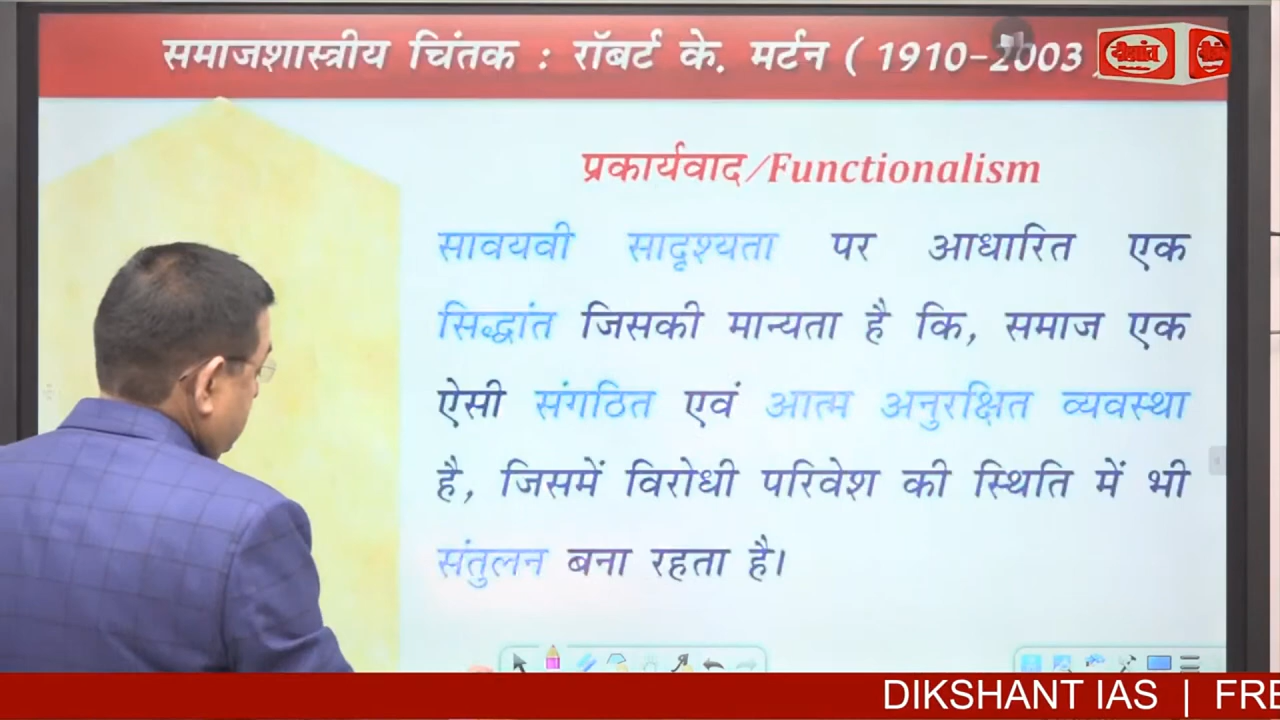 समाजशास्त्रीय चिंतक : रॉबर्ट के. मर्टन ( 1910-2003
दीक्षांत
प्रकार्यवाद/Functionalism
सावयवी सादृश्यता पर आधारित एक
सिद्धांत जिसकी मान्यता है कि, समाज एक
ऐसी संगठित एवं आत्म अनुरक्षित व्यवस्था
है, जिसमें विरोधी परिवेश की स्थिति में भी
संतुलन बना रहता है।
DIKSHANT IAS | FRE